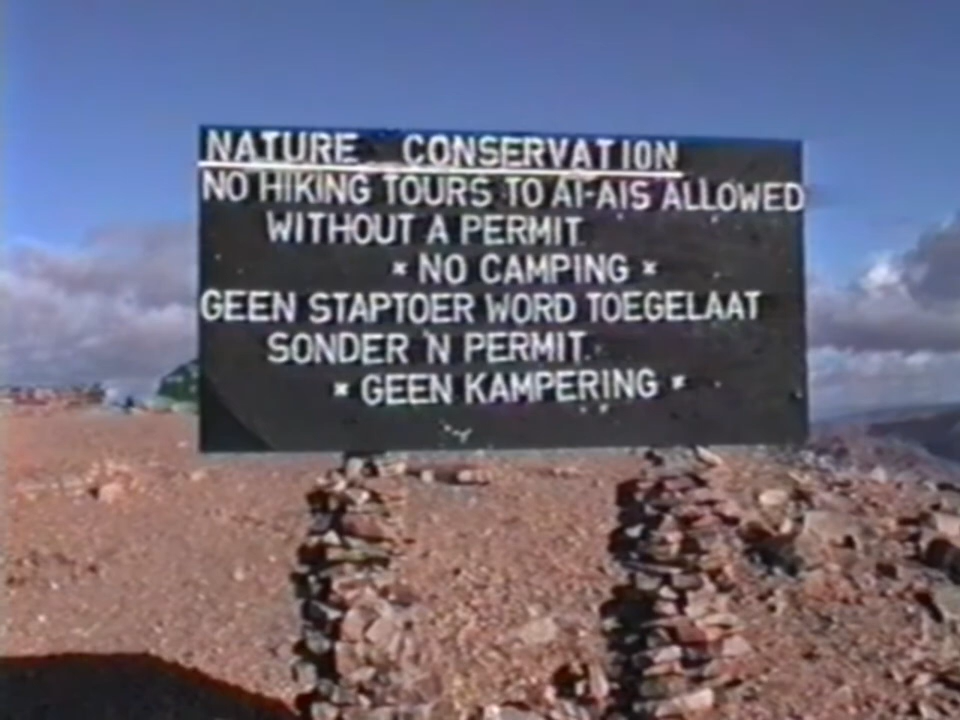 NATURE CONSERVATION
NO HIKING TOURS TO AI-AIS ALLOWED
WITHOUT A PERMIT
* NO CAMPING *
GEEN STAPTOER WORD TOEGELAAT
SONDER 'N PERMIT
* GEEN KAMPERING *